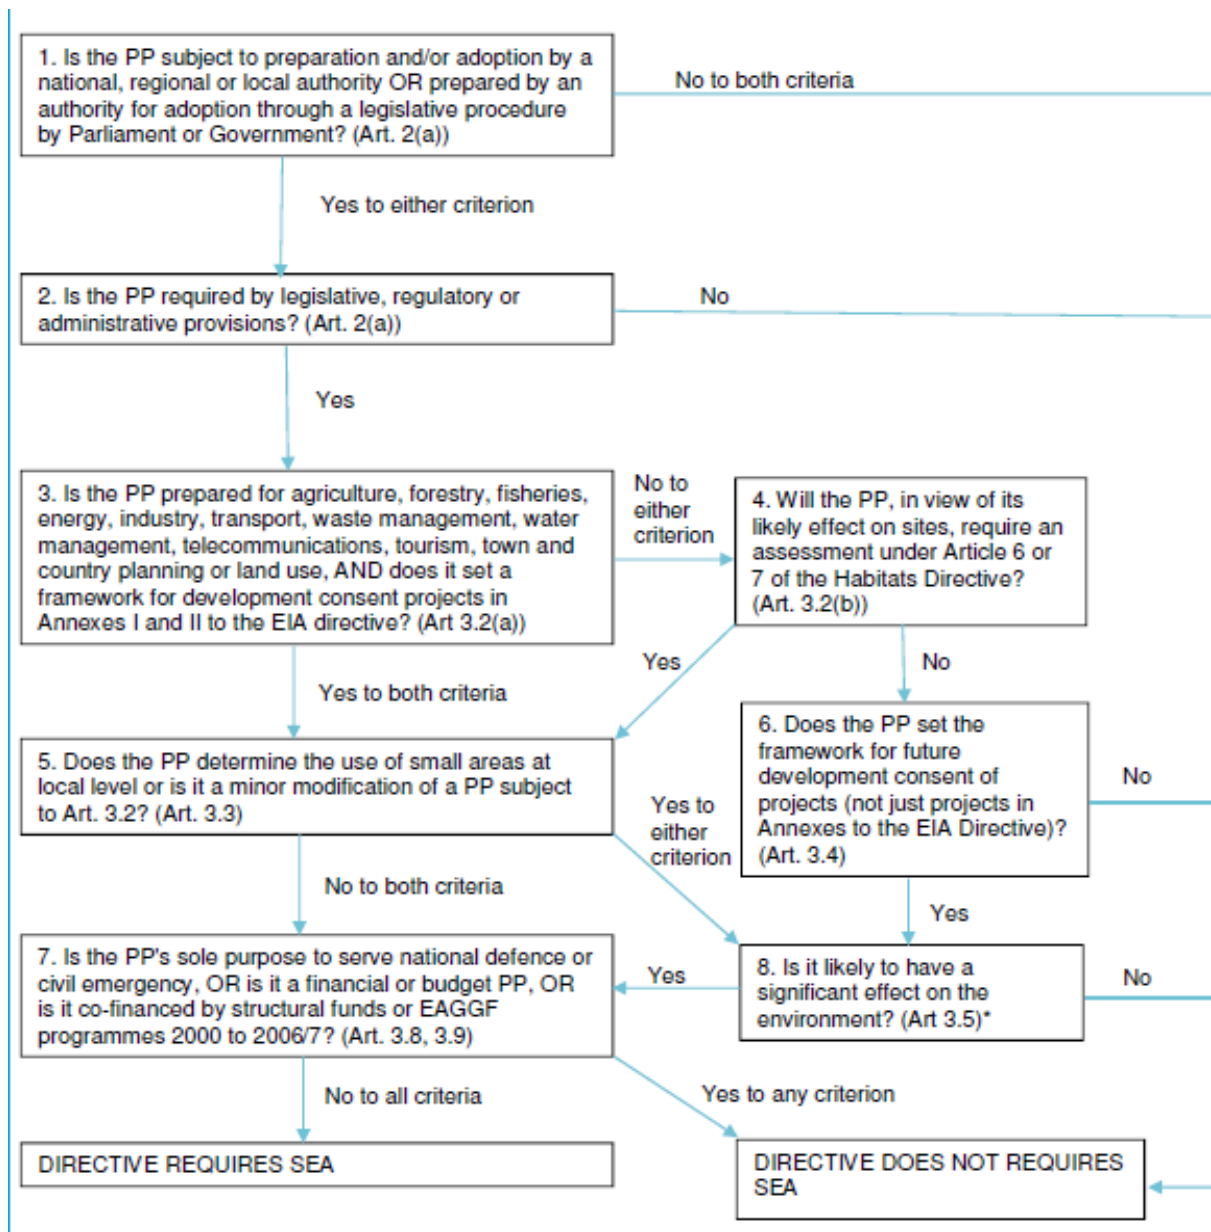 1. Is the PP subject to preparation and/or adoption by a
national, regional or local authority OR prepared by an
authority for adoption through a legislative procedure
by Parliament or Government? (Art. 2(a))
No to both criteria
Yes to either criterion
2. Is the PP required by legislative, regulatory or
administrative provisions? (Art. 2(a))
No
Yes
3. Is the PP prepared for agriculture, forestry, fisheries,
energy, industry, transport, waste management, water
management, telecommunications, tourism, town and
country planning or land use, AND does it set a
framework for development consent projects in
Annexes I and II to the EIA directive? (Art 3.2(a))
No to
either
criterion
4. Will the PP, in view of its
likely effect on sites, require an
assessment under Article 6 or
7 of the Habitats Directive?
(Art. 3.2(b))
Yes
No
Yes to both criteria
5. Does the PP determine the use of small areas at
local level or is it a minor modification of a PP subject
to Art. 3.2? (Art. 3.3)
Yes to
either
criterion
6. Does the PP set the
framework for future
development consent of
projects (not just projects in
Annexes to the EIA Directive)?
(Art. 3.4)
No
No to both criteria
Yes
7. Is the PP's sole purpose to serve national defence or
civil emergency, OR is it a financial or budget PP, OR
is it co-financed by structural funds or EAGGF
programmes 2000 to 2006/7? (Art. 3.8, 3.9)
Yes
8. Is it likely to have a
significant effect on the
environment? (Art 3.5)*
No
No to all criteria
Yes to any criterion
DIRECTIVE REQUIRES SEA
DIRECTIVE DOES NOT REQUIRES
SEA